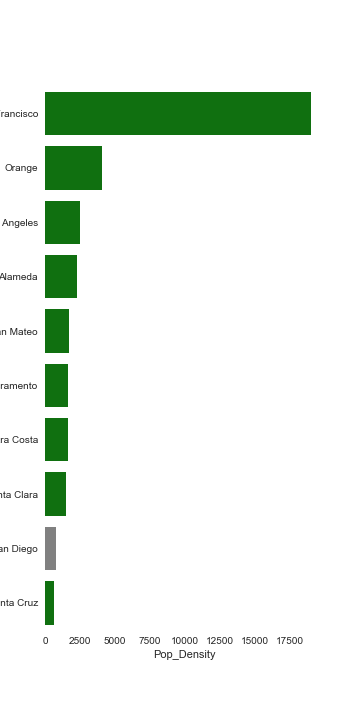 rancisco
Orange
Angeles
Alameda
an Mateo
ramento
ra Costa
nta Clara
an Diego
nta Cruz
0 2500 5000 7500 10000 12500 15000 17500
Pop_Density